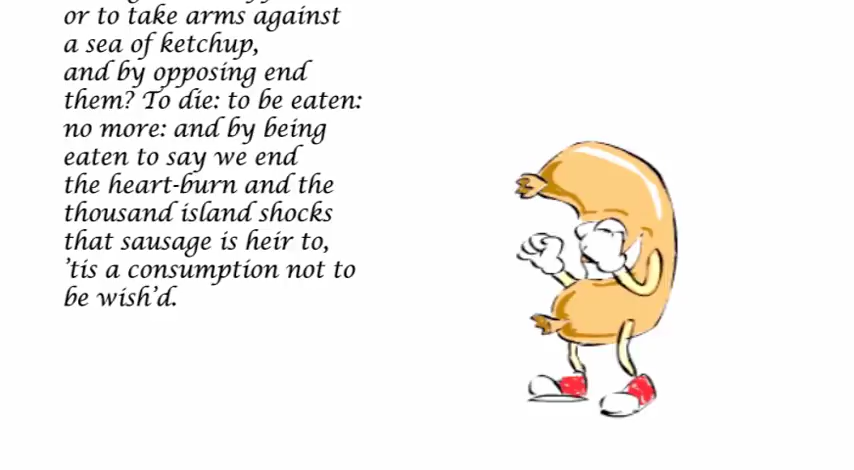 or to take arms against
a sea of ketchup,
and by opposing end
them? To die: to be eaten:
no more: and by being
eaten to say we end
the heart-burn and the
thousand island shocks
that sausage is heir to,
’tis a consumption not to
be wish’d.